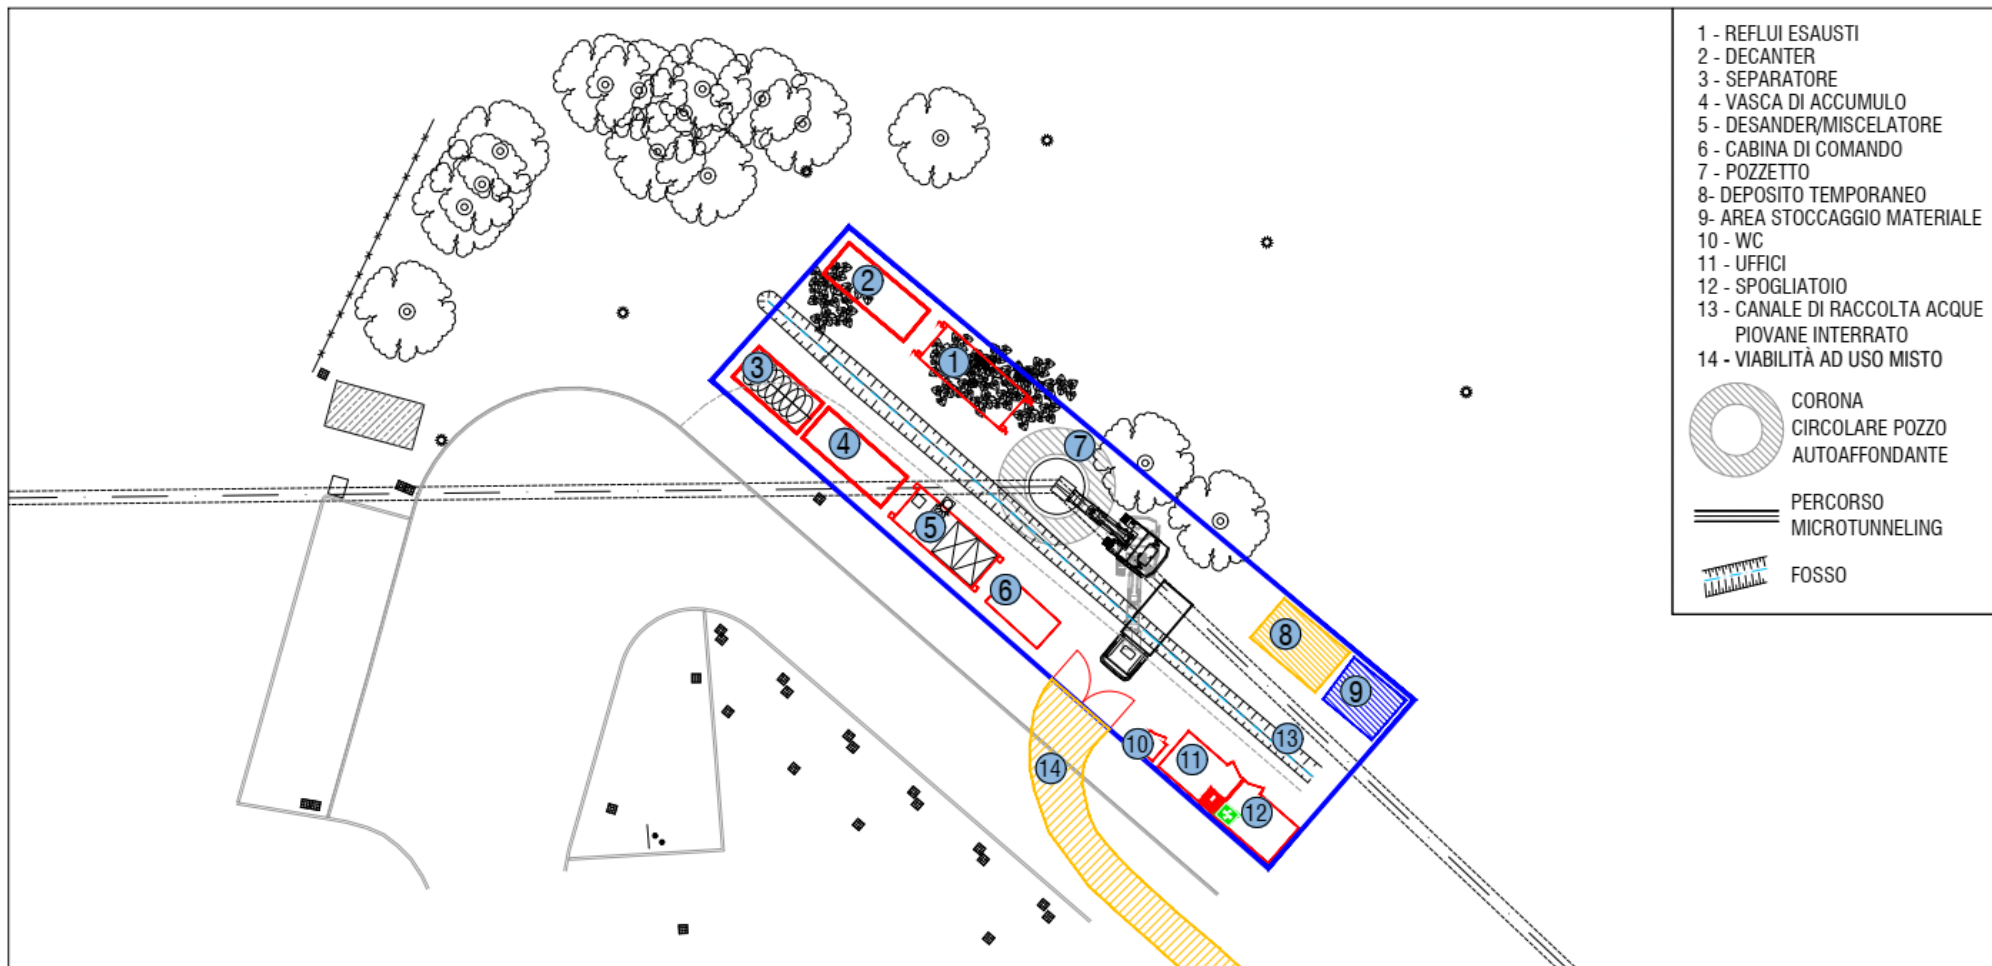 1 - REFLUI ESAUSTI
2 - DECANTER
3 - SEPARATORE
4 - VASCA DI ACCUMULO
5 - DESANDER/MISCELATORE
6 - CABINA DI COMANDO
7 - POZZETTO
8- DEPOSITO TEMPORANEO
9- AREA STOCCAGGIO MATERIALE
10 - WC
11 - UFFICI
12 - SPOGLIATOIO
13 - CANALE DI RACCOLTA ACQUE
PIOVANE INTERRATO
14 - VIABILITÀ AD USO MISTO
CORONA
CIRCOLARE POZZO
AUTOAFFONDANTE
PERCORSO
MICROTUNNELING
FOSSO
2
1
3
7
4
5
6
8
9
10
13
11
14
12